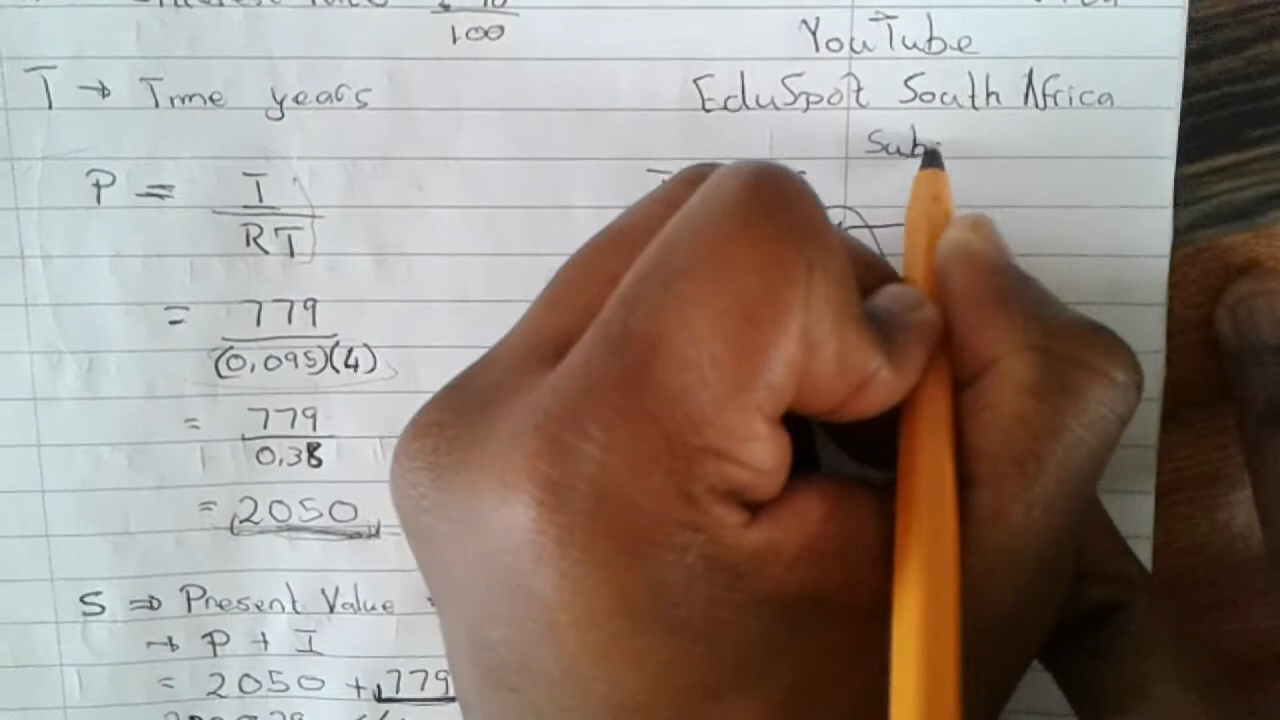 100
YouTube
T → Time years
EduSpot South Africa
Sub
P = I
RT
= 779
(0,095)(4)
= 779
0,38
= 2050
S ⇒ Present Value
→ P + I
= 2050 + 779